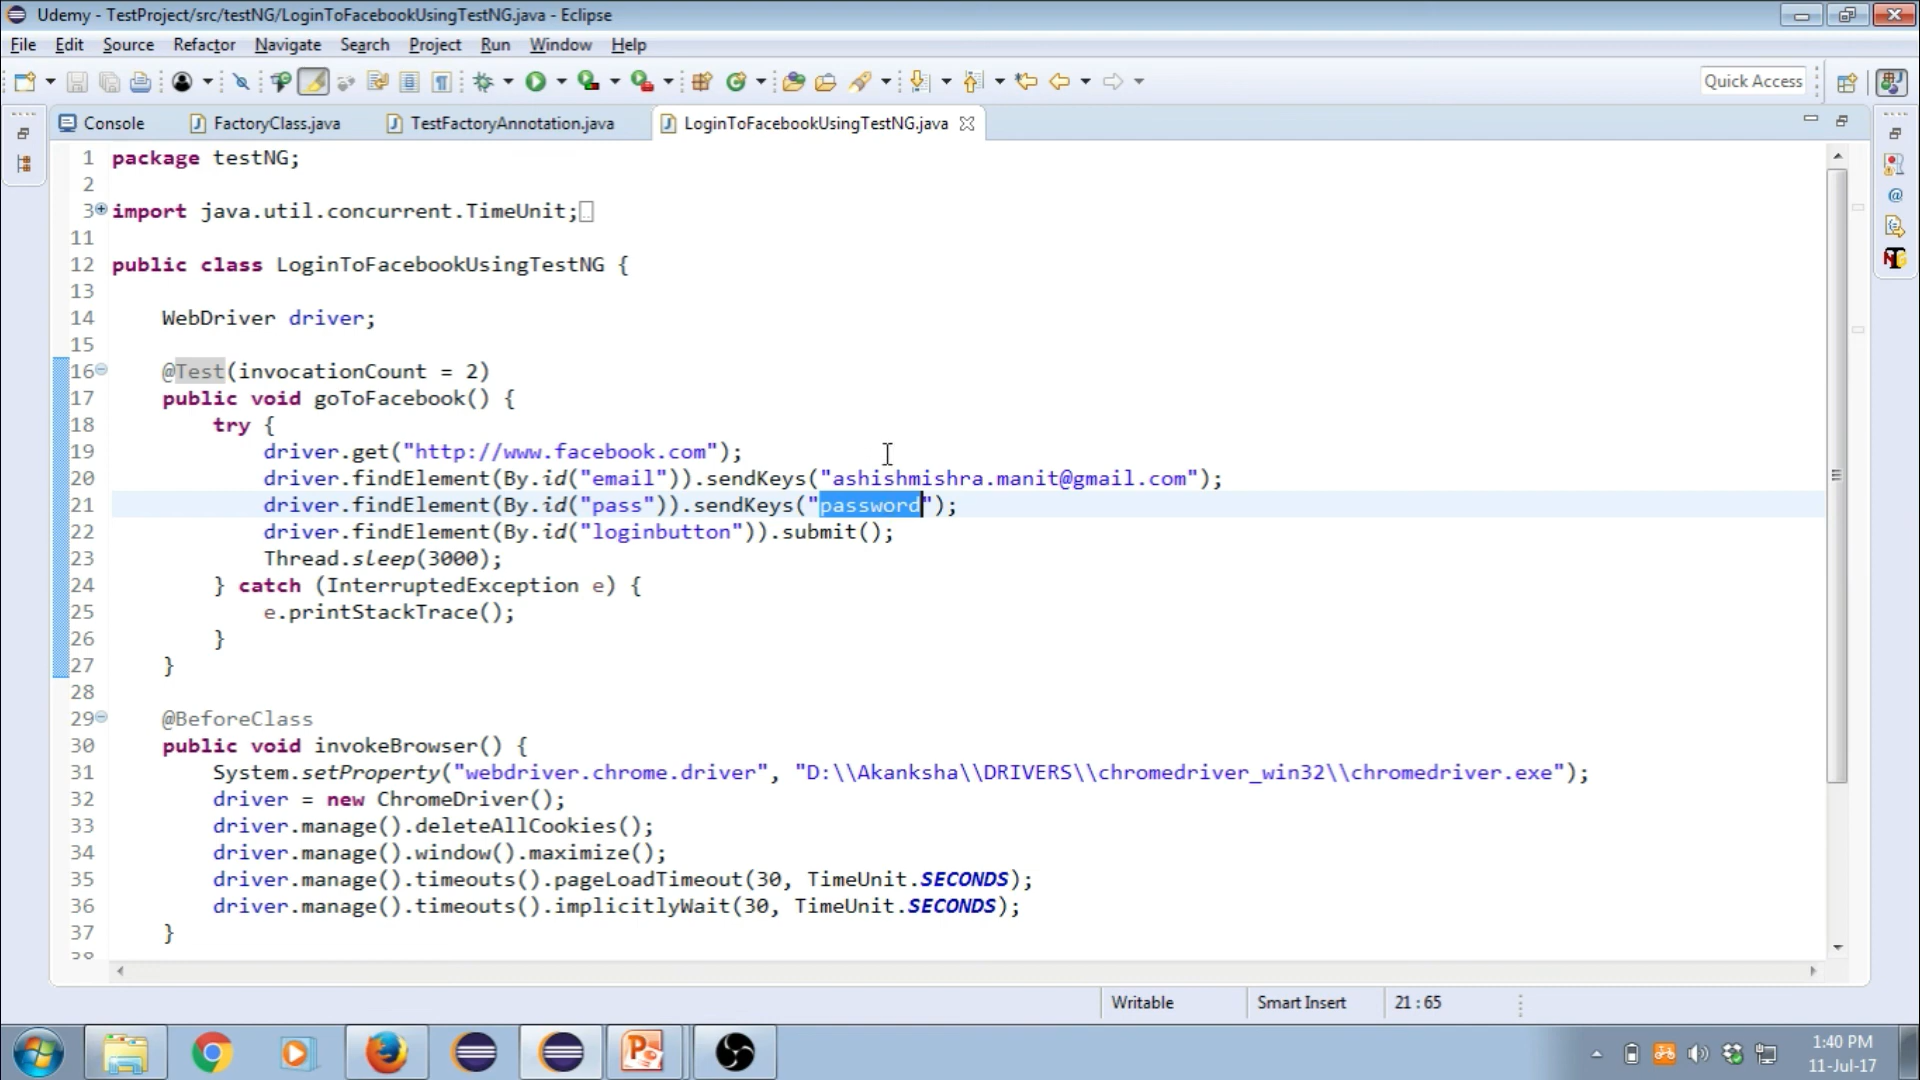 Udemy - TestProject/src/testNG/LoginToFacebookUsingTestNG.java - Eclipse
File Edit Source Refactor Navigate Search Project Run Window Help
Quick Access
Console FactoryClass.java TestFactoryAnnotation.java LoginToFacebookUsingTestNG.java
1 package testNG;
2
3 import java.util.concurrent.TimeUnit;
11
12 public class LoginToFacebookUsingTestNG {
13
14 WebDriver driver;
15
16 @Test(invocationCount = 2)
17 public void goToFacebook() {
18 try {
19 driver.get("http://www.facebook.com");
20 driver.findElement(By.id("email")).sendKeys("ashishmishra.manit@gmail.com");
21 driver.findElement(By.id("pass")).sendKeys("password");
22 driver.findElement(By.id("loginbutton")).submit();
23 Thread.sleep(3000);
24 } catch (InterruptedException e) {
25 e.printStackTrace();
26 }
27 }
28
29 @BeforeClass
30 public void invokeBrowser() {
31 System.setProperty("webdriver.chrome.driver", "D:\\Akanksha\\DRIVERS\\chromedriver_win32\\chromedriver.exe");
32 driver = new ChromeDriver();
33 driver.manage().deleteAllCookies();
34 driver.manage().window().maximize();
35 driver.manage().timeouts().pageLoadTimeout(30, TimeUnit.SECONDS);
36 driver.manage().timeouts().implicitlyWait(30, TimeUnit.SECONDS);
37 }
Writable Smart Insert 21 : 65
1:40 PM
11-Jul-17